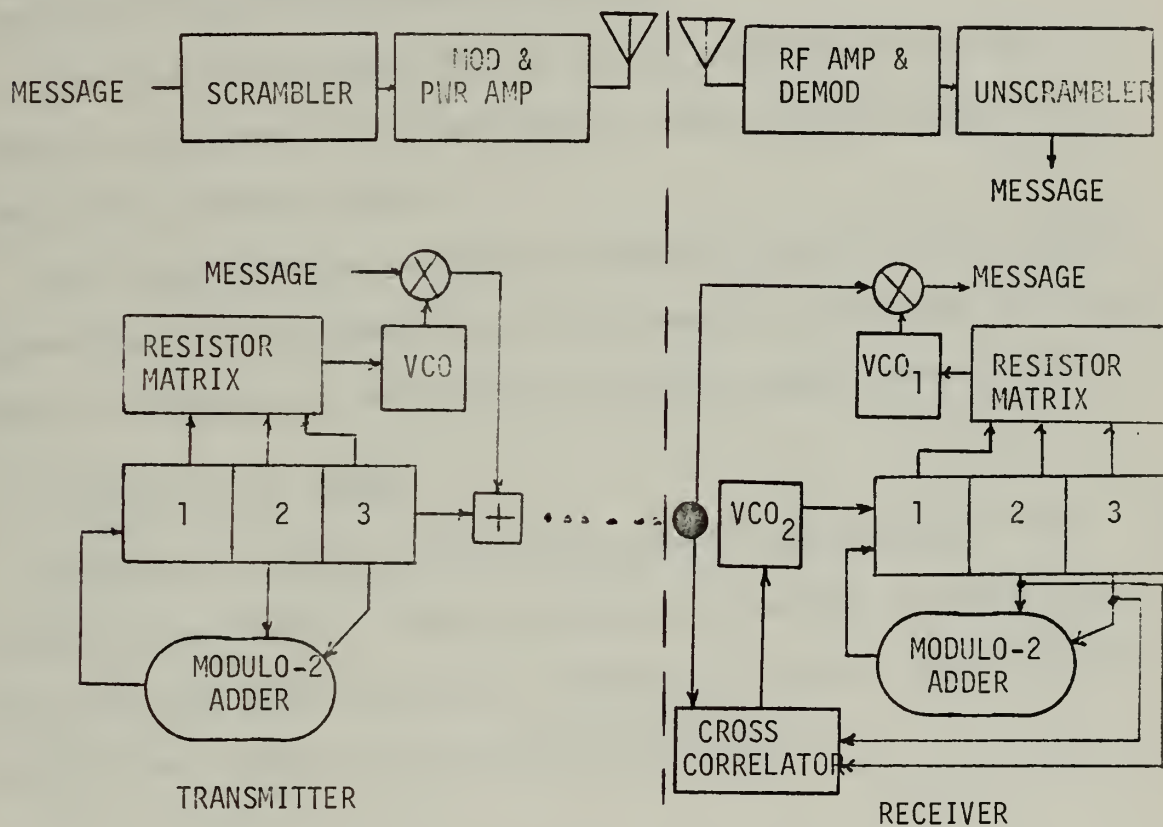 MESSAGE
SCRAMBLER
MOD &
PWR AMP
RF AMP &
DEMOD
UNSCRAMBLER
MESSAGE
MESSAGE
RESISTOR
MATRIX
VCO
1
2
3
+
MODULO-2
ADDER
TRANSMITTER
MESSAGE
VCO1
RESISTOR
MATRIX
VCO2
1
2
3
MODULO-2
ADDER
CROSS
CORRELATOR
RECEIVER